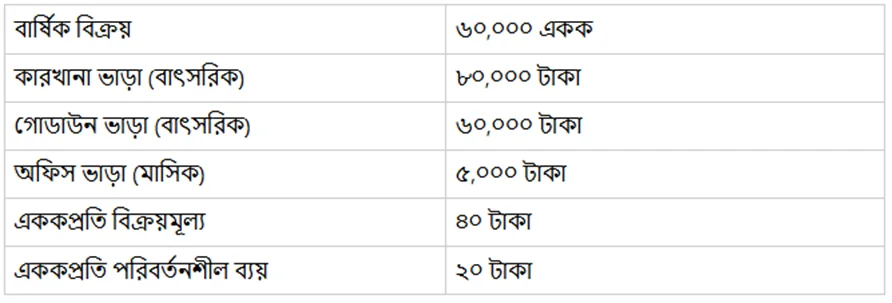 বার্ষিক বিক্রয় ৬০,০০০ একক
কারখানা ভাড়া (বাৎসরিক) ৮০,০০০ টাকা
গোডাউন ভাড়া (বাৎসরিক) ৬০,০০০ টাকা
অফিস ভাড়া (মাসিক) ৫,০০০ টাকা
এককপ্রতি বিক্রয়মূল্য ৪০ টাকা
এককপ্রতি পরিবর্তনশীল ব্যয় ২০ টাকা